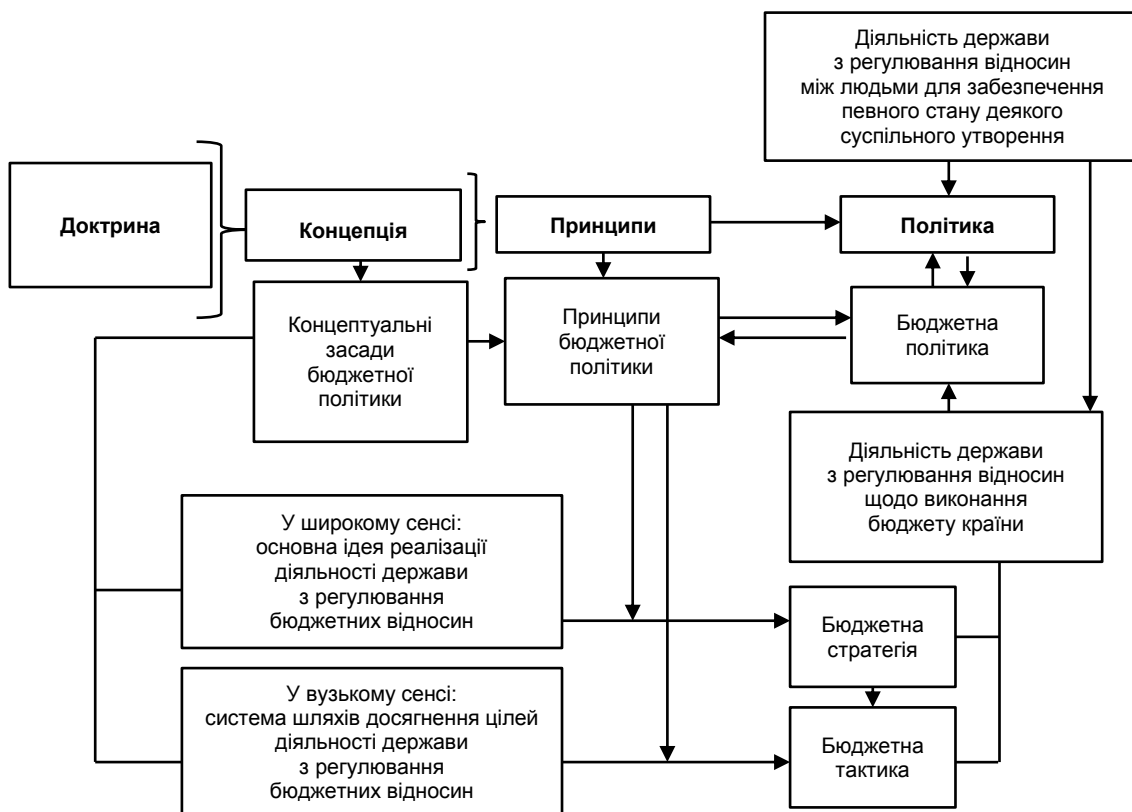 Діяльність держави
з регулювання відносин
між людьми для забезпечення
певного стану деякого
суспільного утворення
Доктрина
Концепція
Принципи
Політика
Концептуальні
засади
бюджетної
політики
Принципи
бюджетної
політики
Бюджетна
політика
Діяльність держави
з регулювання відносин
щодо виконання
бюджету країни
У широкому сенсі:
основна ідея реалізації
діяльності держави
з регулювання
бюджетних відносин
Бюджетна
стратегія
У вузькому сенсі:
система шляхів досягнення цілей
діяльності держави
з регулювання
бюджетних відносин
Бюджетна
тактика